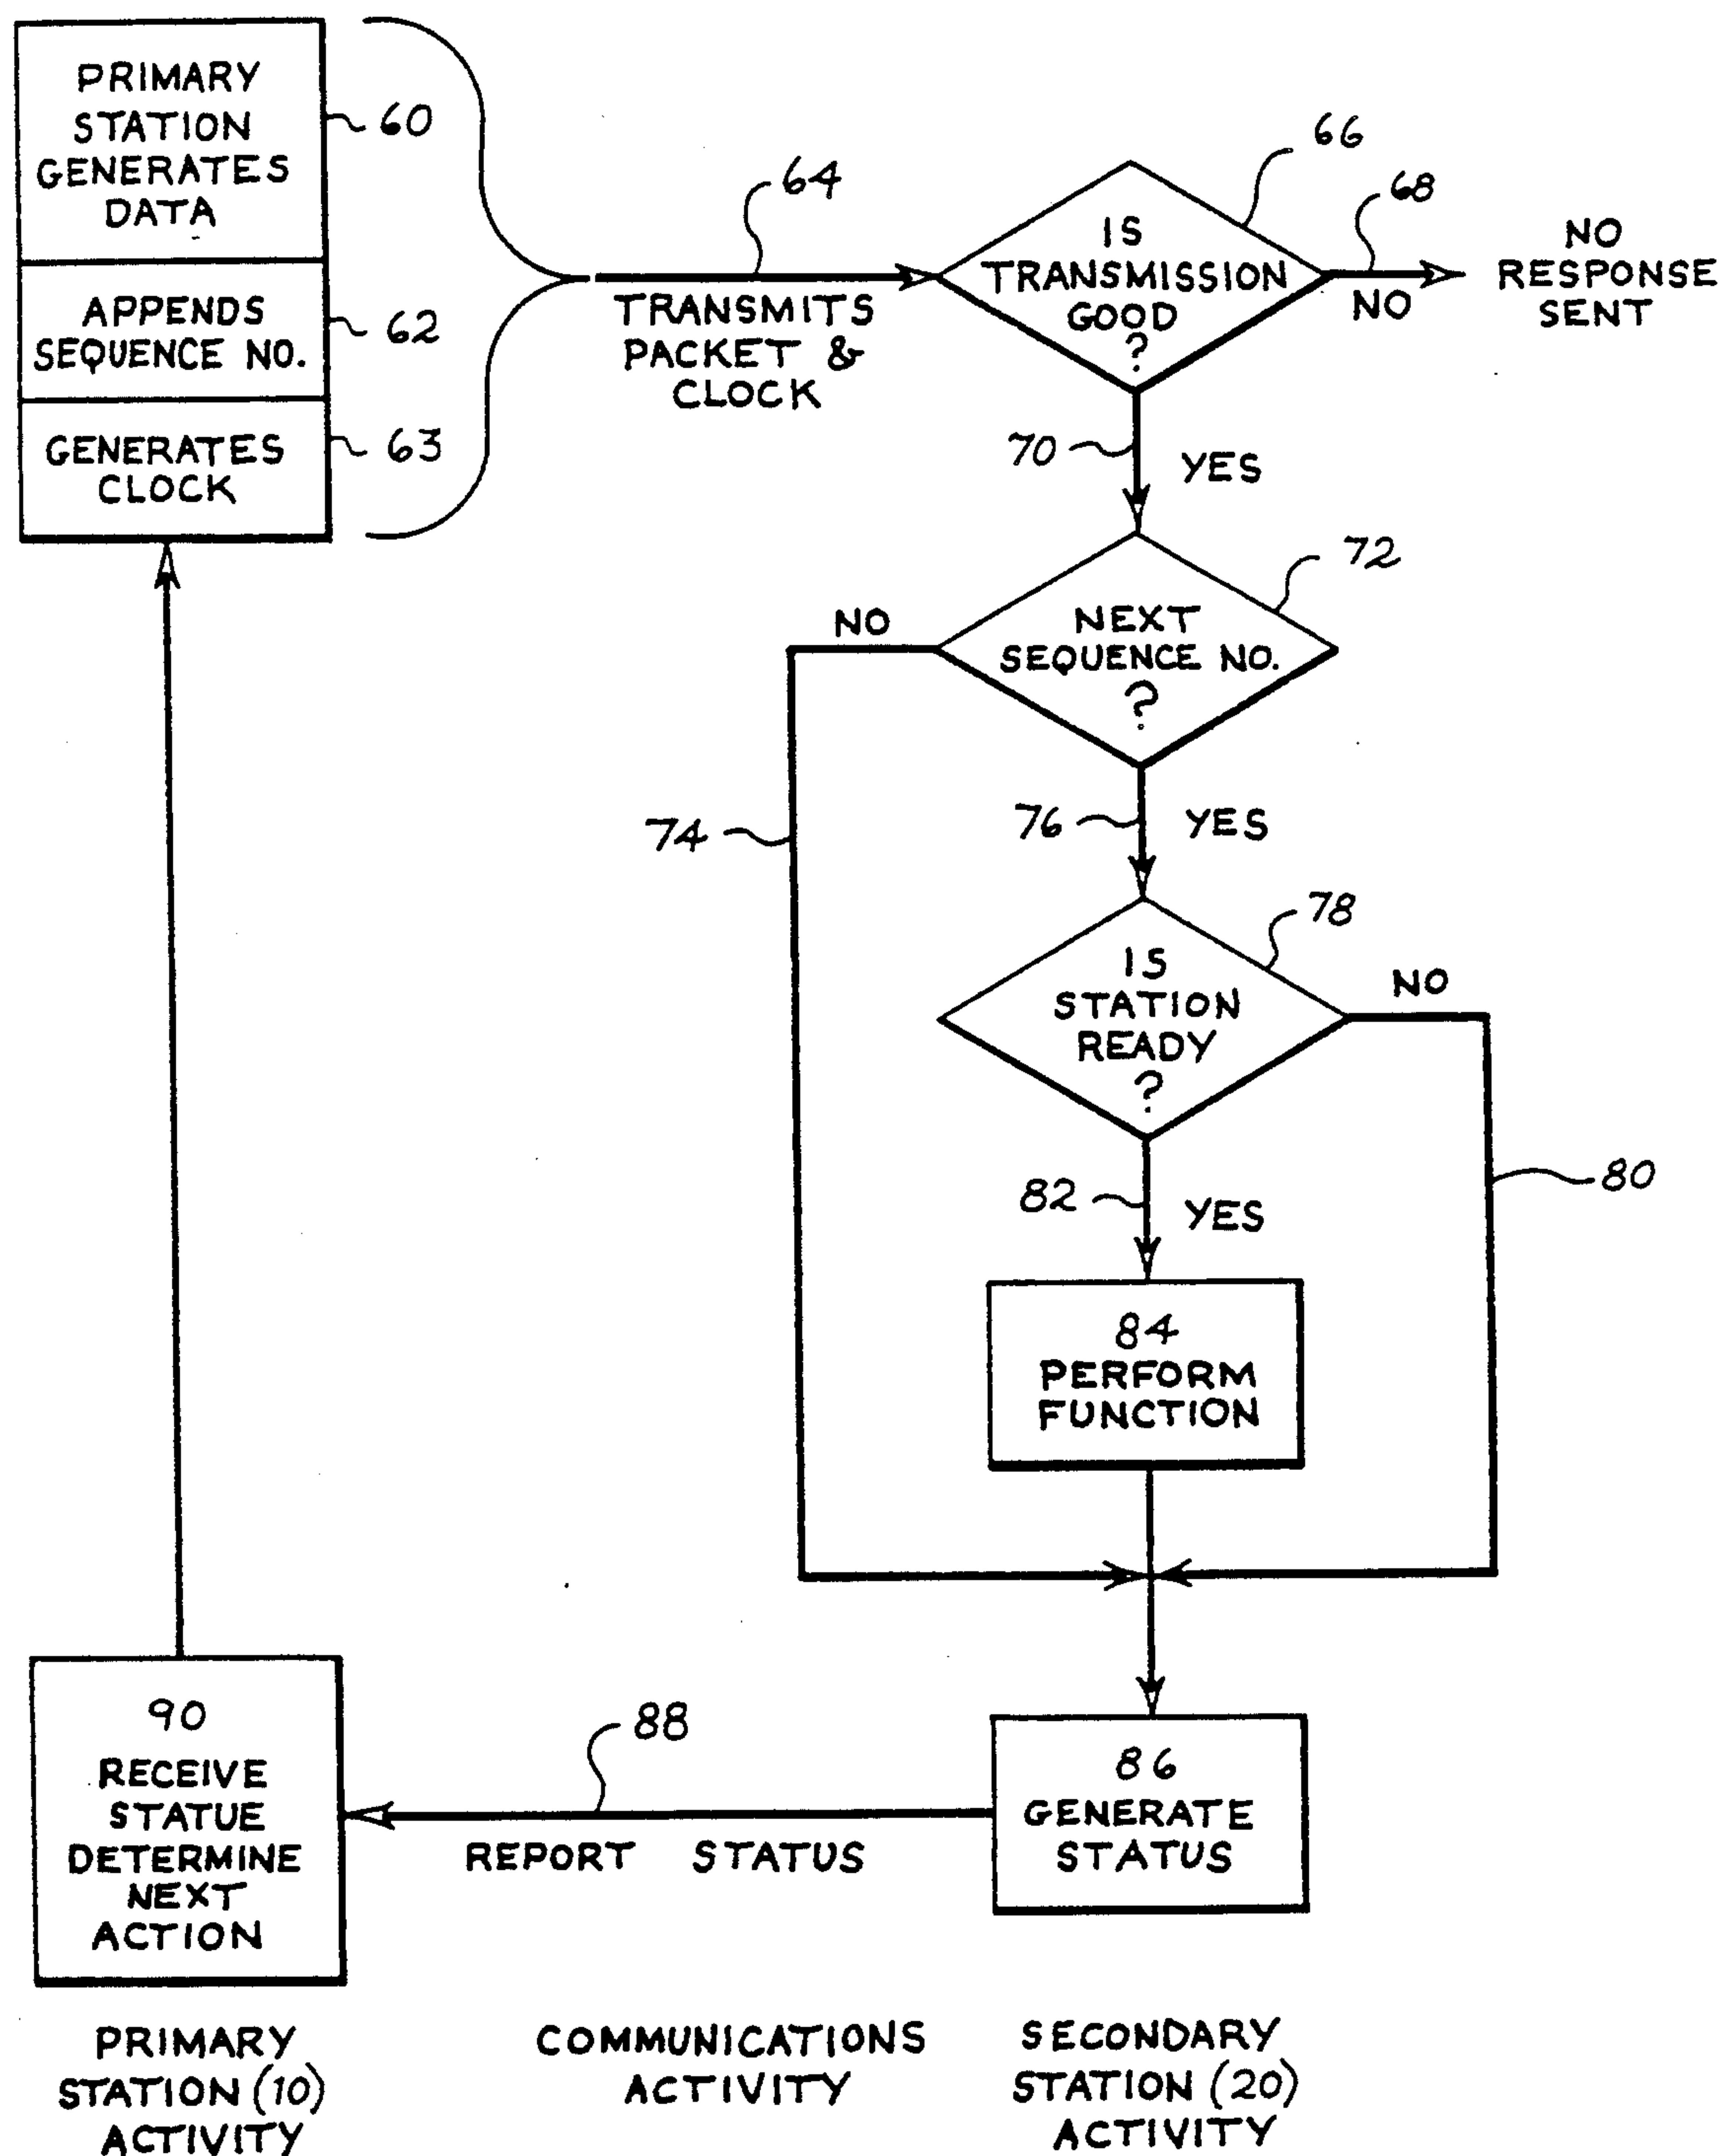 PRIMARY
STATION
GENERATES
DATA
60
APPENDS
SEQUENCE NO.
62
GENERATES
CLOCK
63
64
TRANSMITS
PACKET &
CLOCK
66
IS
TRANSMISSION
GOOD
?
68
NO
NO
RESPONSE
SENT
70
YES
72
NEXT
SEQUENCE NO.
?
NO
74
76
YES
78
IS
STATION
READY
?
NO
80
82
YES
84
PERFORM
FUNCTION
86
GENERATE
STATUS
88
REPORT STATUS
90
RECEIVE
STATUE
DETERMINE
NEXT
ACTION
PRIMARY
STATION (10)
ACTIVITY
COMMUNICATIONS
ACTIVITY
SECONDARY
STATION (20)
ACTIVITY